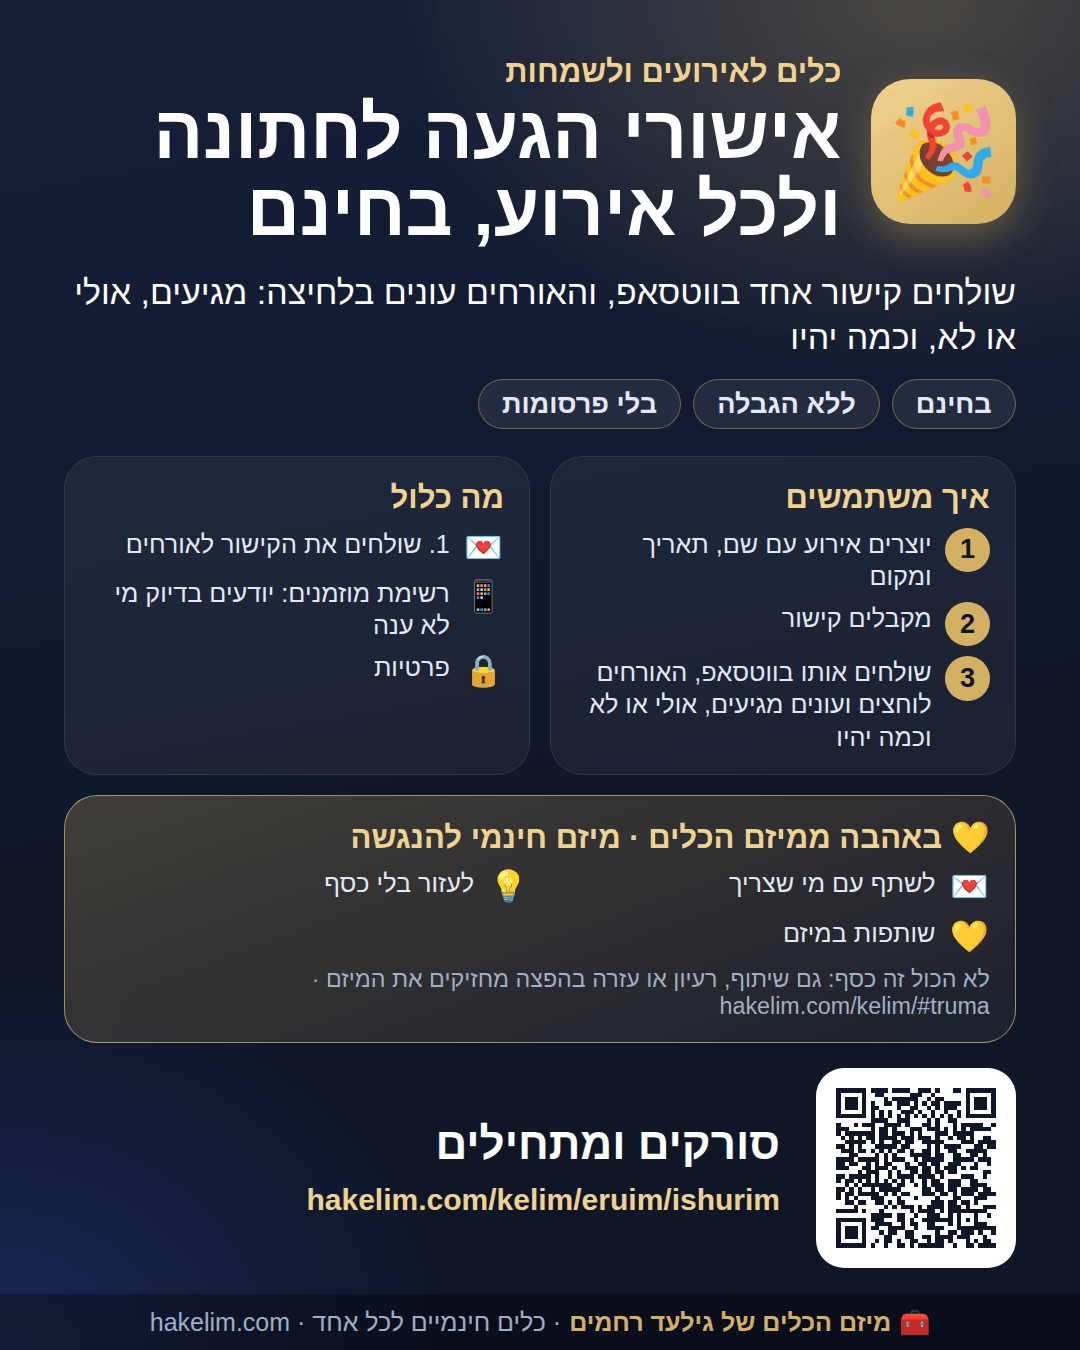 כלים לאירועים ולשמחות
אישורי הגעה לחתונה
ולכל אירוע, בחינם
שולחים קישור אחד בווטסאפ, והאורחים עונים בלחיצה: מגיעים, אולי
או לא, וכמה יהיו
בחינם
ללא הגבלה
בלי פרסומות
איך משתמשים
1
יוצרים אירוע עם שם, תאריך
ומקום
2
מקבלים קישור
3
שולחים אותו בווטסאפ, האורחים
לוחצים ועונים מגיעים, אולי או לא
וכמה יהיו
מה כלול
1. שולחים את הקישור לאורחים
רשימת מוזמנים: יודעים בדיוק מי
לא ענה
פרטיות
באהבה ממיזם הכלים · מיזם חינמי להנגשה
לשתף עם מי שצריך
לעזור בלי כסף
שותפות במיזם
לא הכול זה כסף: גם שיתוף, רעיון או עזרה בהפצה מחזיקים את המיזם ·
hakelim.com/kelim/#truma
סורקים ומתחילים
hakelim.com/kelim/eruim/ishurim
מיזם הכלים של גילעד רחמים · כלים חינמיים לכל אחד · hakelim.com